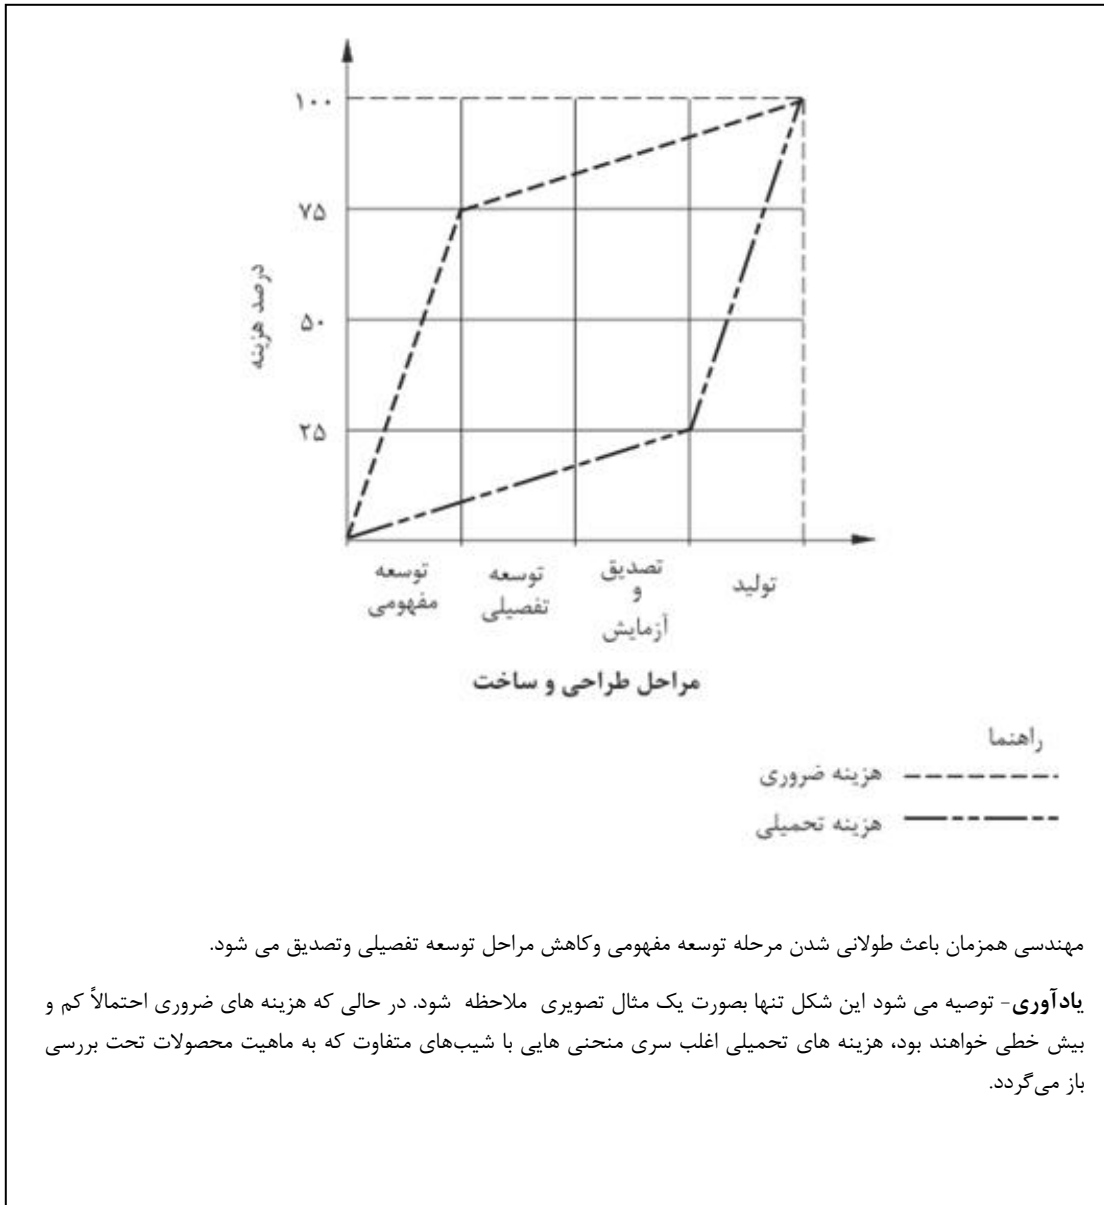 ۱۰۰
۷۵
۵۰
۲۵
درصد هزینه
توسعه
مفهومی
توسعه
تفصیلی
تصدیق
و
آزمایش
تولید
مراحل طراحی و ساخت
راهنما
هزینه ضروری
هزینه تحمیلی
مهندسی همزمان باعث طولانی شدن مرحله توسعه مفهومی وکاهش مراحل توسعه تفصیلی وتصدیق می شود.
یادآوری- توصیه می شود این شکل تنها بصورت یک مثال تصویری ملاحظه شود. در حالی که هزینه های ضروری احتمالاً کم و
بیش خطی خواهند بود، هزینه های تحمیلی اغلب سری منحنی هایی با شیب‌های متفاوت که به ماهیت محصولات تحت بررسی
باز می‌گردد.